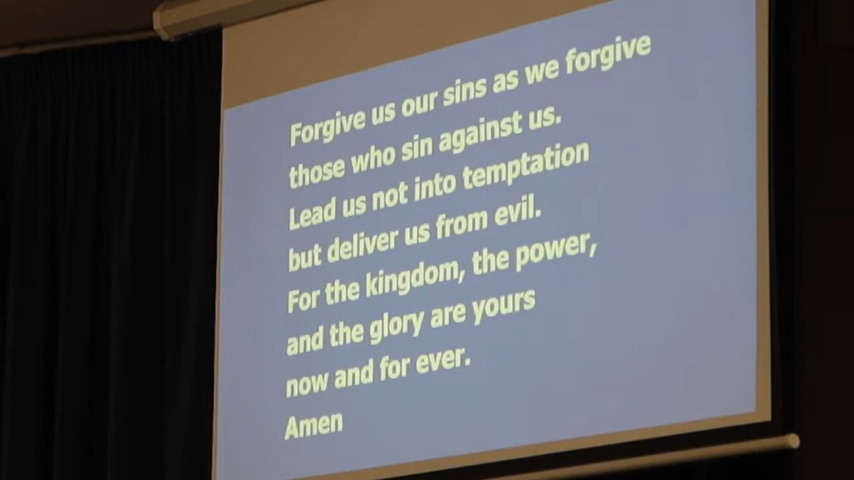 Forgive us our sins as we forgive
those who sin against us.
Lead us not into temptation
but deliver us from evil.
For the kingdom, the power,
and the glory are yours
now and for ever.
Amen